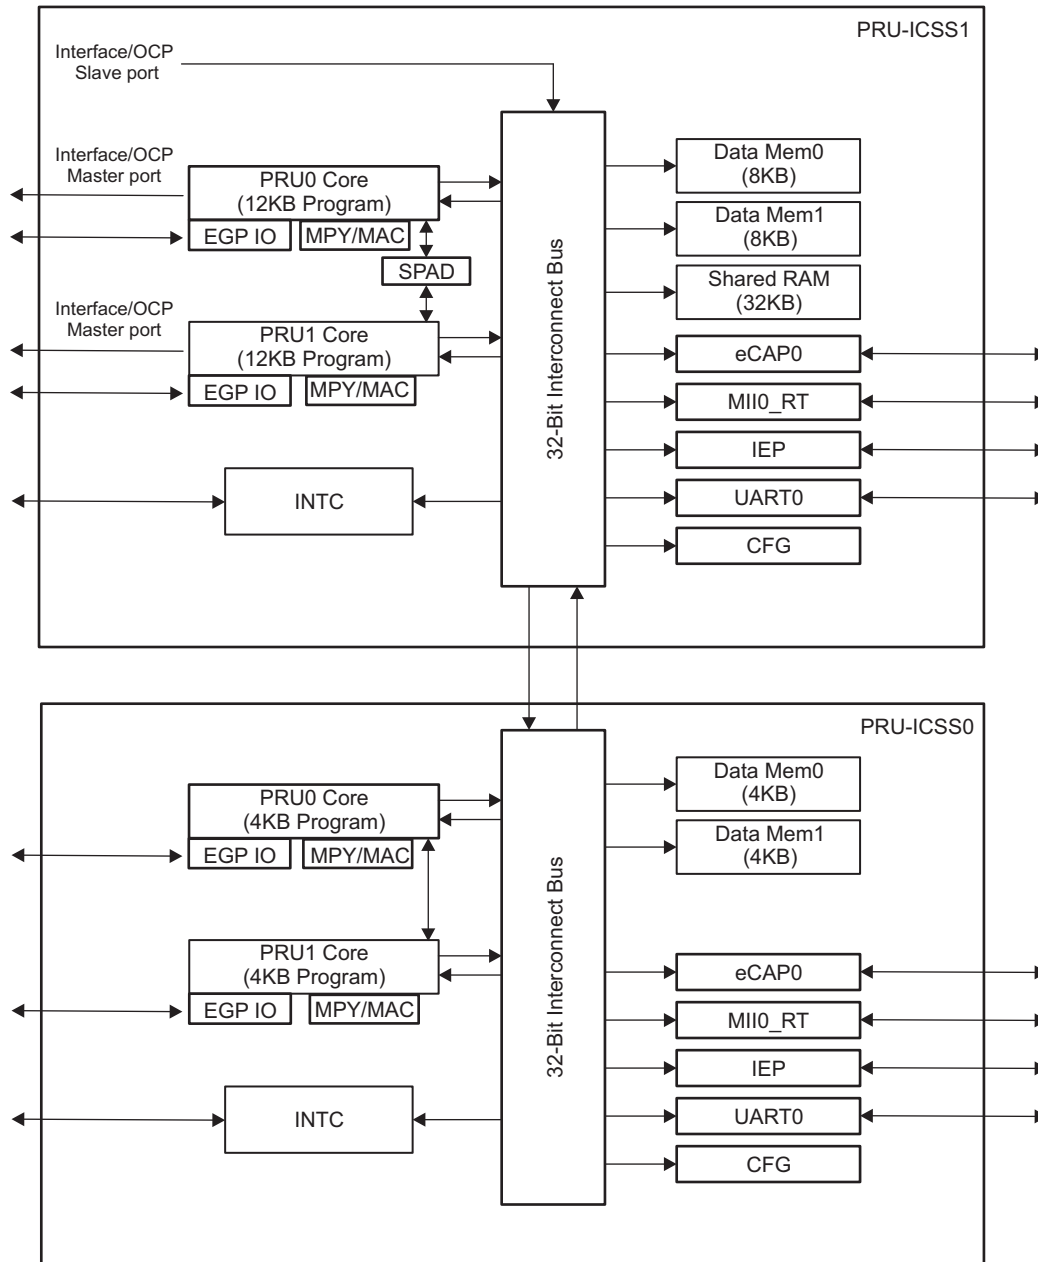 PRU-ICSS1
Interface/OCP
Slave port
Interface/OCP
Master port
PRU0 Core
(12KB Program)
EGP IO
MPY/MAC
SPAD
Interface/OCP
Master port
PRU1 Core
(12KB Program)
EGP IO
MPY/MAC
INTC
32-Bit Interconnect Bus
Data Mem0
(8KB)
Data Mem1
(8KB)
Shared RAM
(32KB)
eCAP0
MII0_RT
IEP
UART0
CFG
PRU-ICSS0
PRU0 Core
(4KB Program)
EGP IO
MPY/MAC
PRU1 Core
(4KB Program)
EGP IO
MPY/MAC
INTC
32-Bit Interconnect Bus
Data Mem0
(4KB)
Data Mem1
(4KB)
eCAP0
MII0_RT
IEP
UART0
CFG